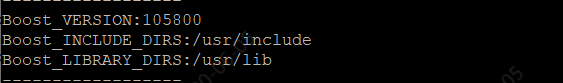 ------------------
Boost_VERSION:105800
Boost_INCLUDE_DIRS:/usr/include
Boost_LIBRARY_DIRS:/usr/lib
------------------